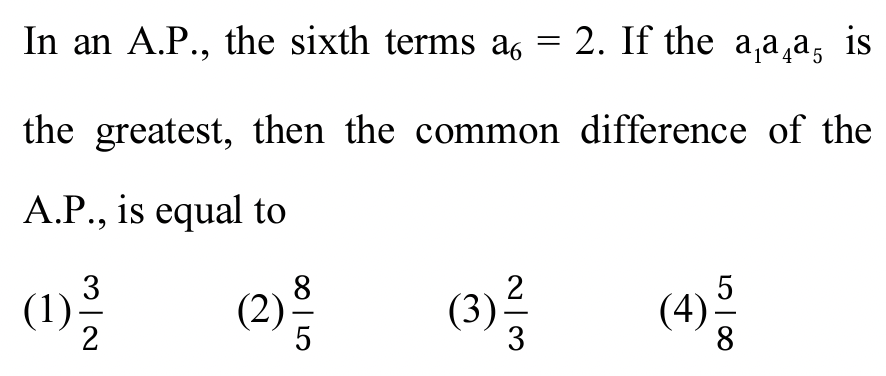 In an A.P., the sixth terms a₆ = 2. If the a₁a₄a₅ is
the greatest, then the common difference of the
A.P., is equal to
(1) 3/2 (2) 8/5 (3) 2/3 (4) 5/8